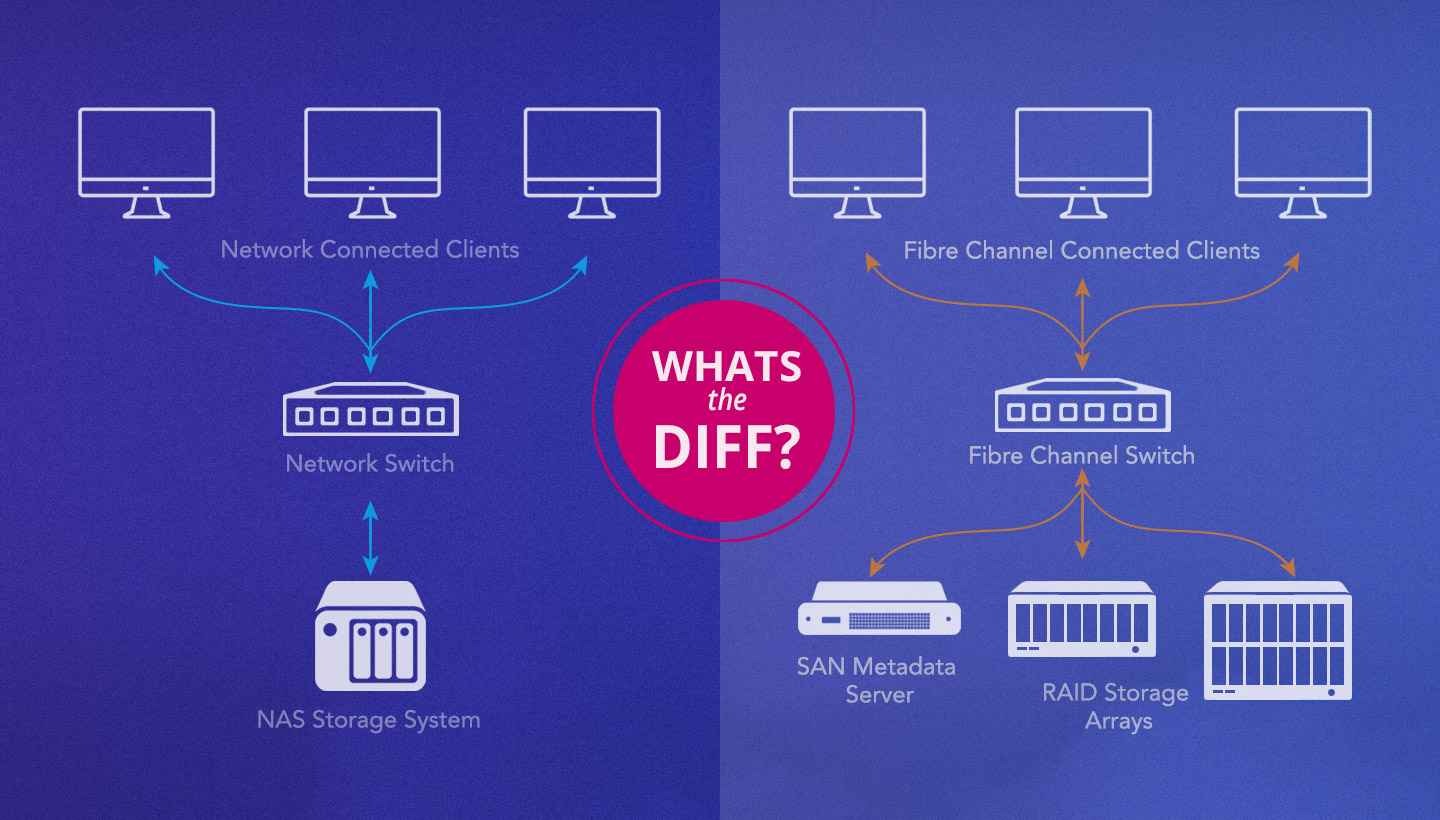 Network Connected Clients
Network Switch
NAS Storage System
WHATS
the
DIFF?
Fibre Channel Connected Clients
Fibre Channel Switch
SAN Metadata
Server
RAID Storage
Arrays